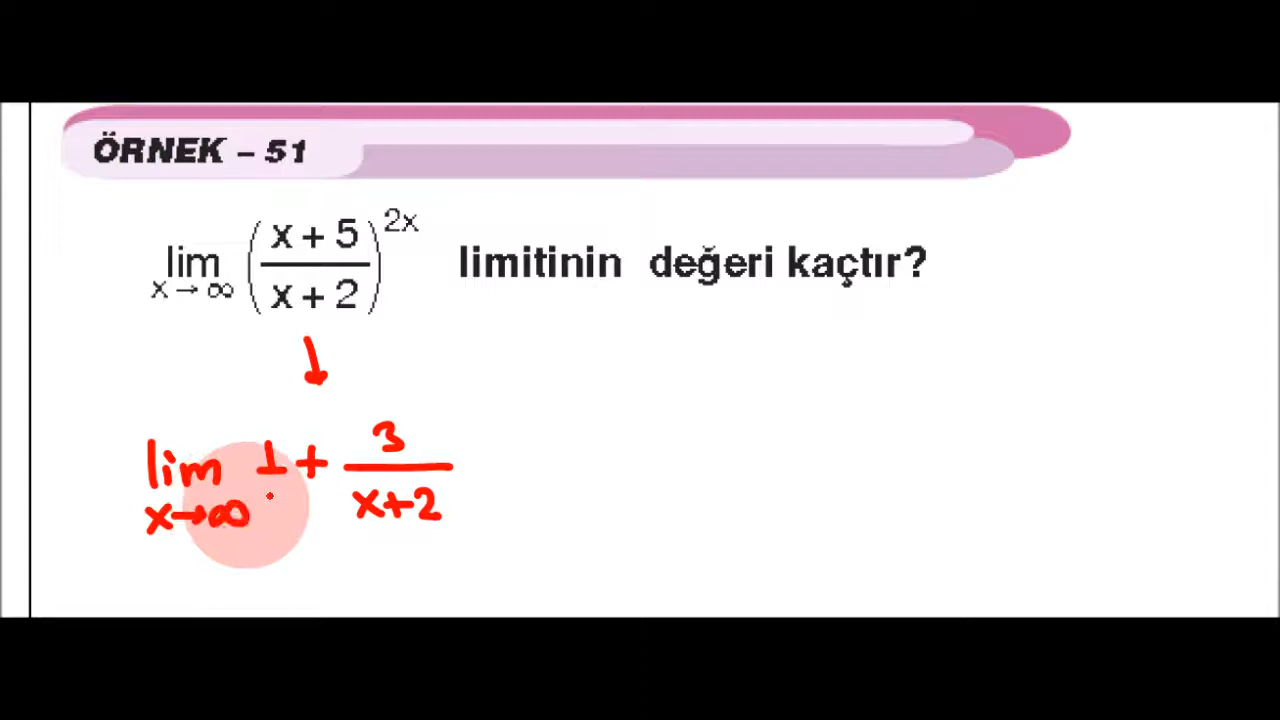 ÖRNEK – 51
lim x→∞ ( (x + 5) / (x + 2) )^2x limitinin değeri kaçtır?
lim x→∞ 1 + 3 / (x+2)